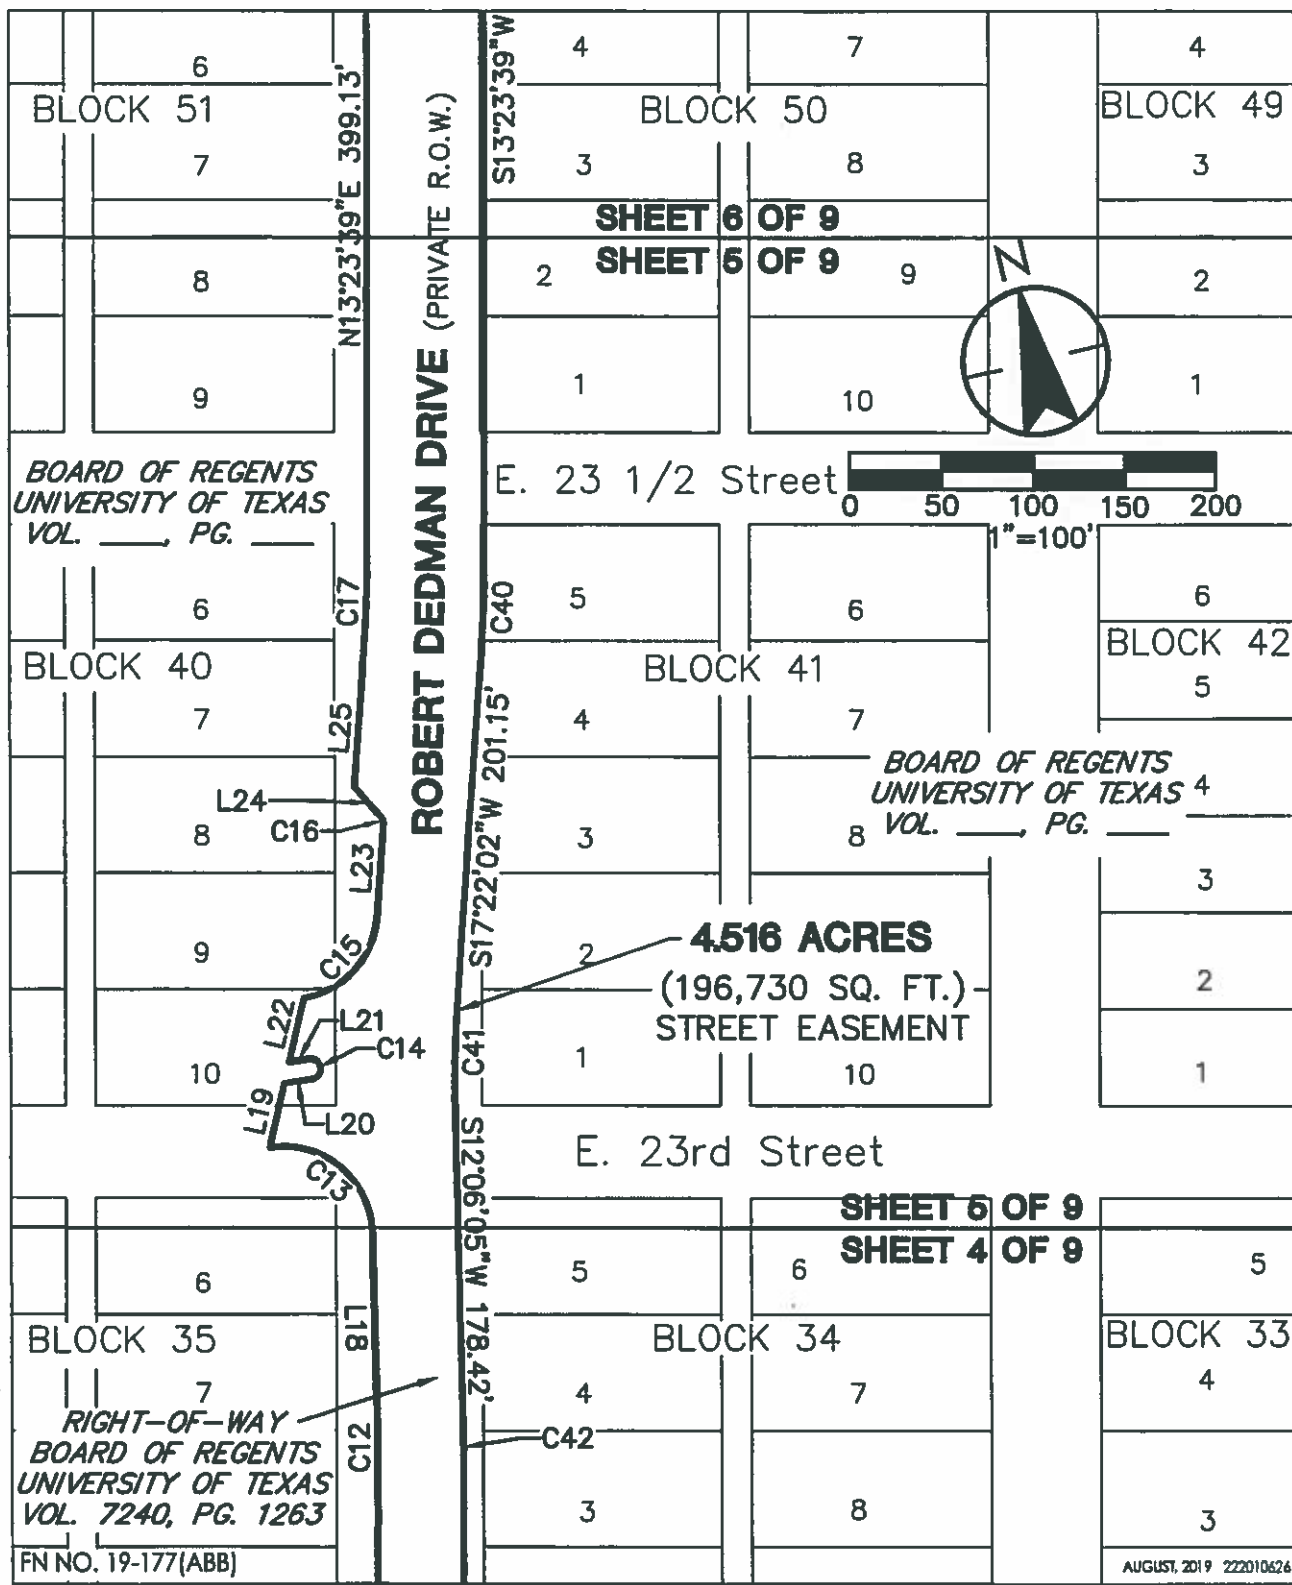 6
BLOCK 51
7
N13°23'39"E 399.13'
(PRIVATE R.O.W.)
S13°23'39"W
4
7
4
BLOCK 50
BLOCK 49
3
8
3
SHEET 6 OF 9
SHEET 5 OF 9
8
2
9
N
2
9
1
10
1
ROBERT DEDMAN DRIVE
BOARD OF REGENTS
UNIVERSITY OF TEXAS
VOL. ____, PG. ____
E. 23 1/2 Street
0 50 100 150 200
1"=100'
6
C17
C40
5
6
6
BLOCK 40
BLOCK 41
BLOCK 42
5
7
L25
4
7
S17°22'02"W 201.15'
BOARD OF REGENTS
UNIVERSITY OF TEXAS
VOL. ____, PG. ____
4
L24
C16
8
L23
3
8
3
9
C15
2
4.516 ACRES
(196,730 SQ. FT.)
STREET EASEMENT
2
L22
L21
C14
C41
1
10
1
10
L19
L20
C13
S12°06'05"W 178.42'
E. 23rd Street
SHEET 5 OF 9
SHEET 4 OF 9
6
5
6
5
BLOCK 35
L18
BLOCK 34
BLOCK 33
7
4
7
4
RIGHT-OF-WAY
BOARD OF REGENTS
UNIVERSITY OF TEXAS
VOL. 7240, PG. 1263
C12
C42
3
8
3
FN NO. 19-177(ABB)
AUGUST, 2019 222010626